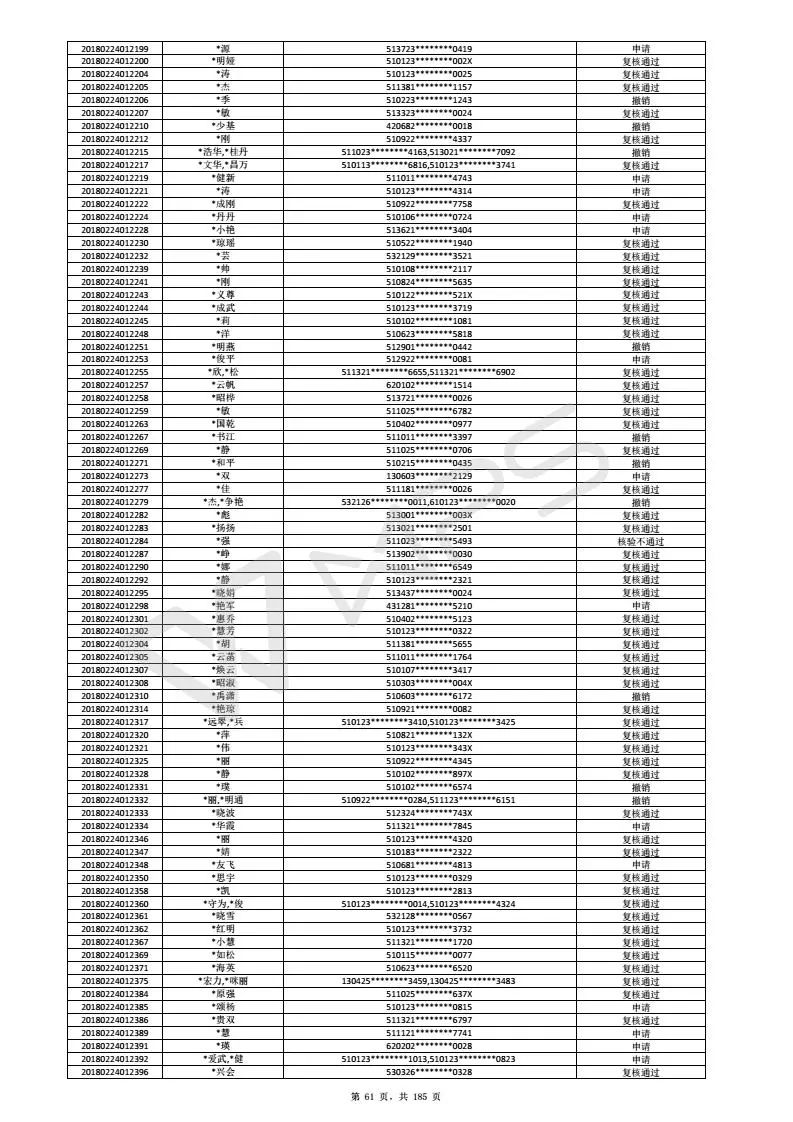 20180224012199 *源 513723********0419 申请
20180224012200 *明娅 510123********002X 复核通过
20180224012204 *涛 510123********0025 复核通过
20180224012205 *杰 511381********1157 复核通过
20180224012206 *季 510223********1243 撤销
20180224012207 *敏 513323********0024 复核通过
20180224012210 *少基 420682********0018 撤销
20180224012212 *刚 510922********4337 复核通过
20180224012215 *浩华,*桂丹 511023********4163,513021********7092 撤销
20180224012217 *文华,*昌万 510113********6816,510123********3741 复核通过
20180224012219 *健新 511011********4743 申请
20180224012221 *涛 510123********4314 申请
20180224012222 *成刚 510922********7758 复核通过
20180224012224 *丹丹 510106********0724 申请
20180224012228 *小艳 513621********3404 申请
20180224012230 *琼瑶 510522********1940 复核通过
20180224012232 *芸 532129********3521 复核通过
20180224012239 *帅 510108********2117 复核通过
20180224012241 *刚 510824********5635 复核通过
20180224012243 *义尊 510122********521X 复核通过
20180224012244 *成武 510123********3719 复核通过
20180224012245 *莉 510102********1081 复核通过
20180224012248 *洋 510623********5818 复核通过
20180224012251 *明燕 512901********0442 撤销
20180224012253 *俊平 512922********0081 申请
20180224012255 *欣,*松 511321********6655,511321********6902 复核通过
20180224012257 *云帆 620102********1514 复核通过
20180224012258 *昭桦 513721********0026 复核通过
20180224012259 *敏 511025********6782 复核通过
20180224012263 *国乾 510402********0977 复核通过
20180224012267 *书江 511011********3397 撤销
20180224012269 *静 511025********0706 复核通过
20180224012271 *和平 510215********0435 撤销
20180224012273 *双 130603********2129 申请
20180224012277 *佳 511181********0026 复核通过
20180224012279 *杰,*争艳 532126********0011,610123********0020 撤销
20180224012282 *彪 513001********003X 复核通过
20180224012283 *扬扬 513021********2501 复核通过
20180224012284 *强 511023********5493 核验不通过
20180224012287 *峥 513902********0030 复核通过
20180224012290 *娜 511011********6549 复核通过
20180224012292 *静 510123********2321 复核通过
20180224012295 *晓娟 513437********0024 复核通过
20180224012298 *艳军 431281********5210 申请
20180224012301 *惠乔 510402********5123 复核通过
20180224012302 *慧芳 510123********0322 复核通过
20180224012304 *胡 511381********5655 复核通过
20180224012305 *云菡 511011********1764 复核通过
20180224012307 *焕云 510107********3417 复核通过
20180224012308 *昭淑 510303********004X 复核通过
20180224012310 *禹潇 510603********6172 撤销
20180224012314 *艳琼 510921********0082 复核通过
20180224012317 *远翠,*兵 510123********3410,510123********3425 复核通过
20180224012320 *萍 510821********132X 复核通过
20180224012321 *伟 510123********343X 复核通过
20180224012325 *丽 510922********4345 复核通过
20180224012328 *静 510102********897X 复核通过
20180224012331 *璞 510102********6574 撤销
20180224012332 *丽,*明通 510922********0284,511123********6151 撤销
20180224012333 *晓波 512324********743X 复核通过
20180224012334 *华霞 511321********7845 申请
20180224012346 *丽 510123********4320 复核通过
20180224012347 *婧 510183********2322 复核通过
20180224012348 *友飞 510681********4813 申请
20180224012350 *思宇 510123********0329 复核通过
20180224012358 *凯 510123********2813 复核通过
20180224012360 *守为,*俊 510123********0014,510123********4324 复核通过
20180224012361 *晓雪 532128********0567 复核通过
20180224012362 *红明 510123********3732 复核通过
20180224012367 *小慧 511321********1720 复核通过
20180224012369 *如松 510115********0077 复核通过
20180224012371 *海英 510623********6520 复核通过
20180224012375 *宏力,*咪丽 130425********3459,130425********3483 复核通过
20180224012384 *原强 511025********637X 复核通过
20180224012385 *颂杨 510123********0815 申请
20180224012386 *贵双 511321********6797 复核通过
20180224012389 *慧 511121********7741 申请
20180224012391 *瑛 620202********0028 申请
20180224012392 *爱武,*健 510123********1013,510123********0823 申请
20180224012396 *兴会 530326********0328 复核通过
第 61 页，共 185 页